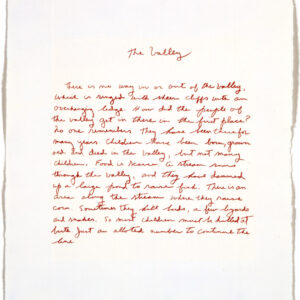 The Valley
There is no way in or out of the valley,
which is ringed with sheer cliffs with an
overhanging ledge. How did the people of
the valley get in there in the first place?
No one remembers. They have been there for
many years. Children have been born, grown
old and died in the valley, but not many
children. Food is scarce. A stream runs
through the valley, and they have dammed
up a large pond to raise fish. There is an
area along the stream where they raise
corn. Sometimes they kill birds, a few lizards
and snakes. So most children must be killed at
birth. Just an allotted number to continue the
line